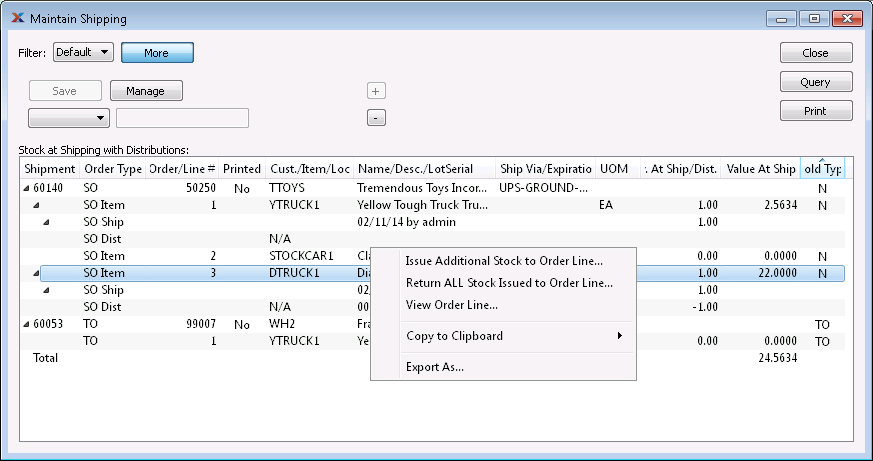 Maintain Shipping
Filter: Default More Close
Save Manage + Query
- Print
Stock at Shipping with Distributions:
Shipment Order Type Order/Line # Printed Cust./Item/Loc Name/Desc./LotSerial Ship Via/Expiratio UOM . At Ship/Dist. Value At Ship old Typ
60140 SO 50250 No TTOYS Tremendous Toys Incor... UPS-GROUND-... N
SO Item 1 YTRUCK1 Yellow Tough Truck Tru... EA 1.00 2.5634 N
SO Ship 02/11/14 by admin 1.00
SO Dist N/A
SO Item 2 STOCKCAR1 Cla 0.00 0.0000 N
SO Item 3 DTRUCK1 Dia 1.00 22.0000 N
SO Ship 02, 1.00
SO Dist N/A 00 -1.00
60053 TO 99007 No WH2 Fra TO
TO 1 YTRUCK1 Ye 0.00 0.0000 TO
Total 24.5634
Issue Additional Stock to Order Line...
Return ALL Stock Issued to Order Line...
View Order Line...
Copy to Clipboard
Export As...